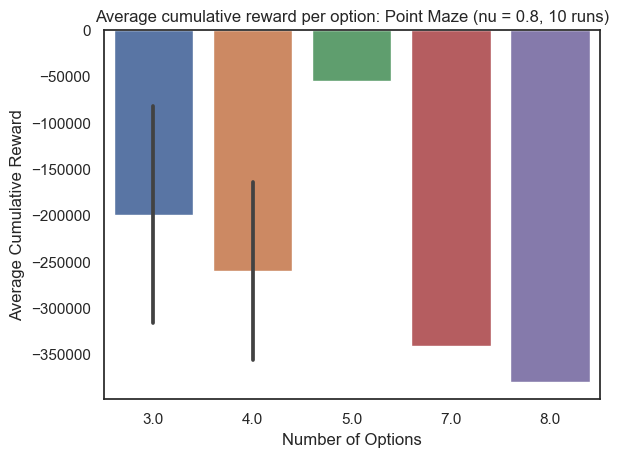 Average cumulative reward per option: Point Maze (nu = 0.8, 10 runs)
0
−50000
−100000
−150000
−200000
−250000
−300000
−350000
Average Cumulative Reward
3.0 4.0 5.0 7.0 8.0
Number of Options